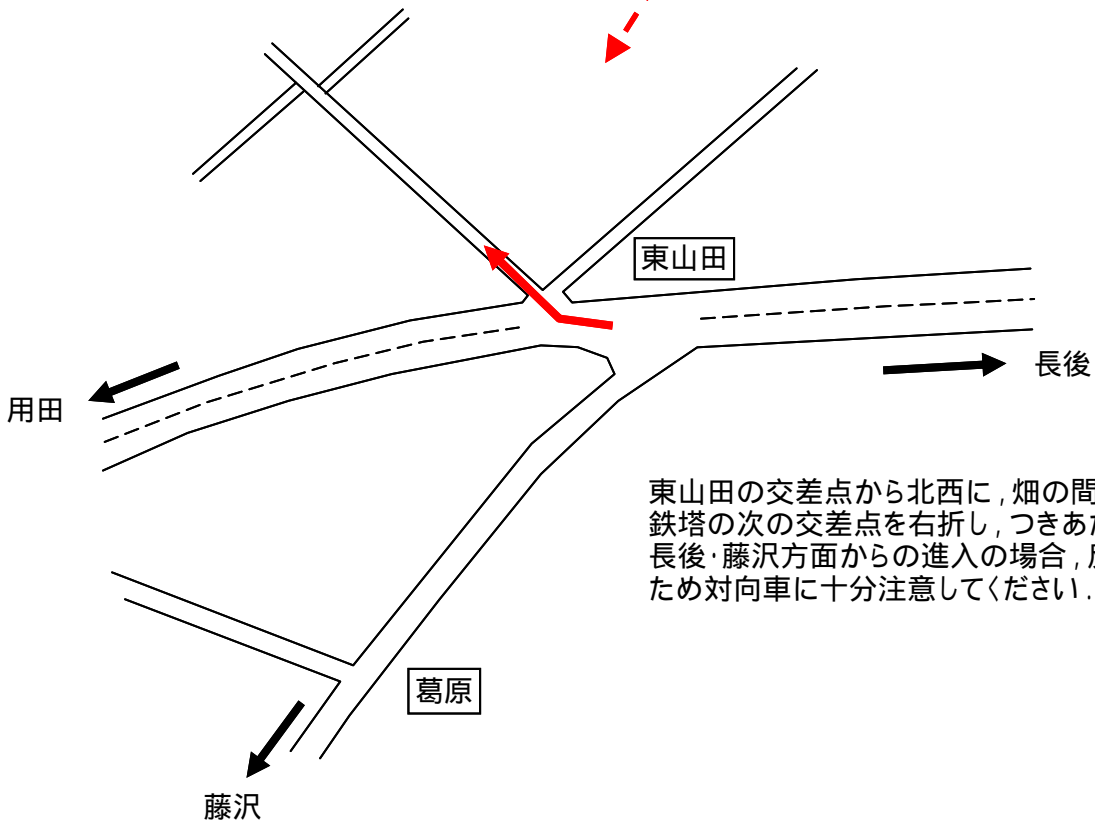 東山田
長後
用田
東山田の交差点から北西に，畑の間
鉄塔の次の交差点を右折し，つきあた
長後・藤沢方面からの進入の場合，
ため対向車に十分注意してください．
葛原
藤沢